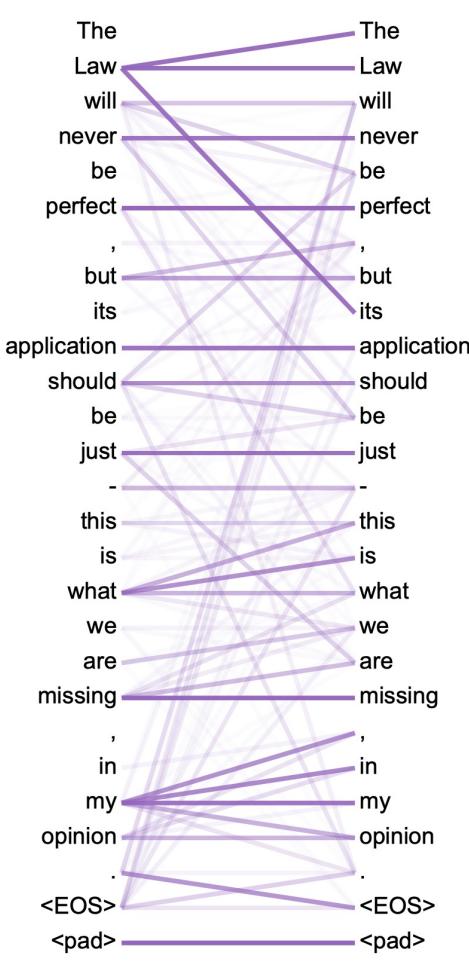 The The
Law Law
will will
never never
be be
perfect perfect
, ,
but but
its its
application application
should should
be be
just just
- -
this this
is is
what what
we we
are are
missing missing
, ,
in in
my my
opinion opinion
. .
<EOS> <EOS>
<pad> <pad>